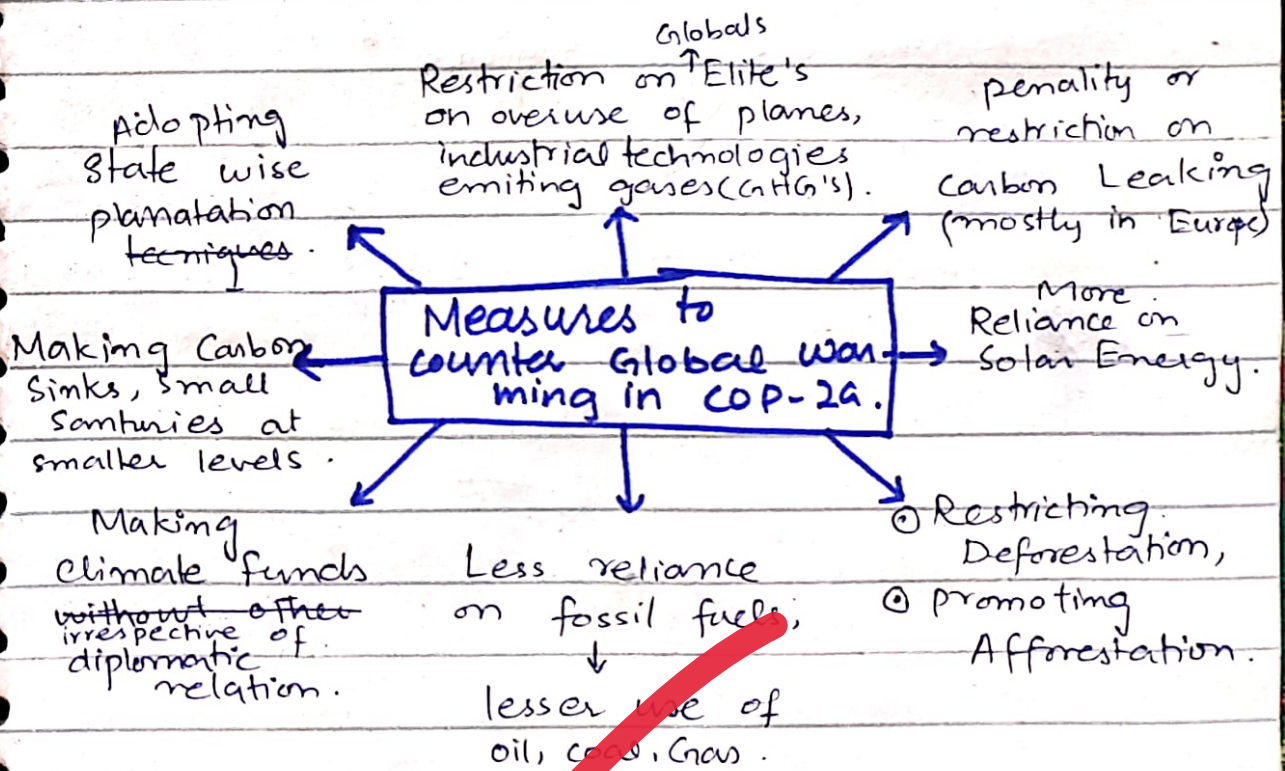 Measures to
counter Global war
ming in COP-29.
Adopting
State wise
planatation
tecniques.
Globals
Restriction on ↑ Elite's
on overuse of planes,
industrial technologies
emiting gases(GHG's).
penality or
restriction on
Carbon Leaking
(mostly in Europe)
More
Reliance on
Solar Energy.
Making Carbon
Sinks, small
Santuries at
smaller levels.
Making
climate funds
without other
irrespective of
diplomatic
relation.
Less reliance
on fossil fuels;
↓
lesser use of
oil, coal, Gas.
Restricting
Deforestation,
promoting
Afforestation.